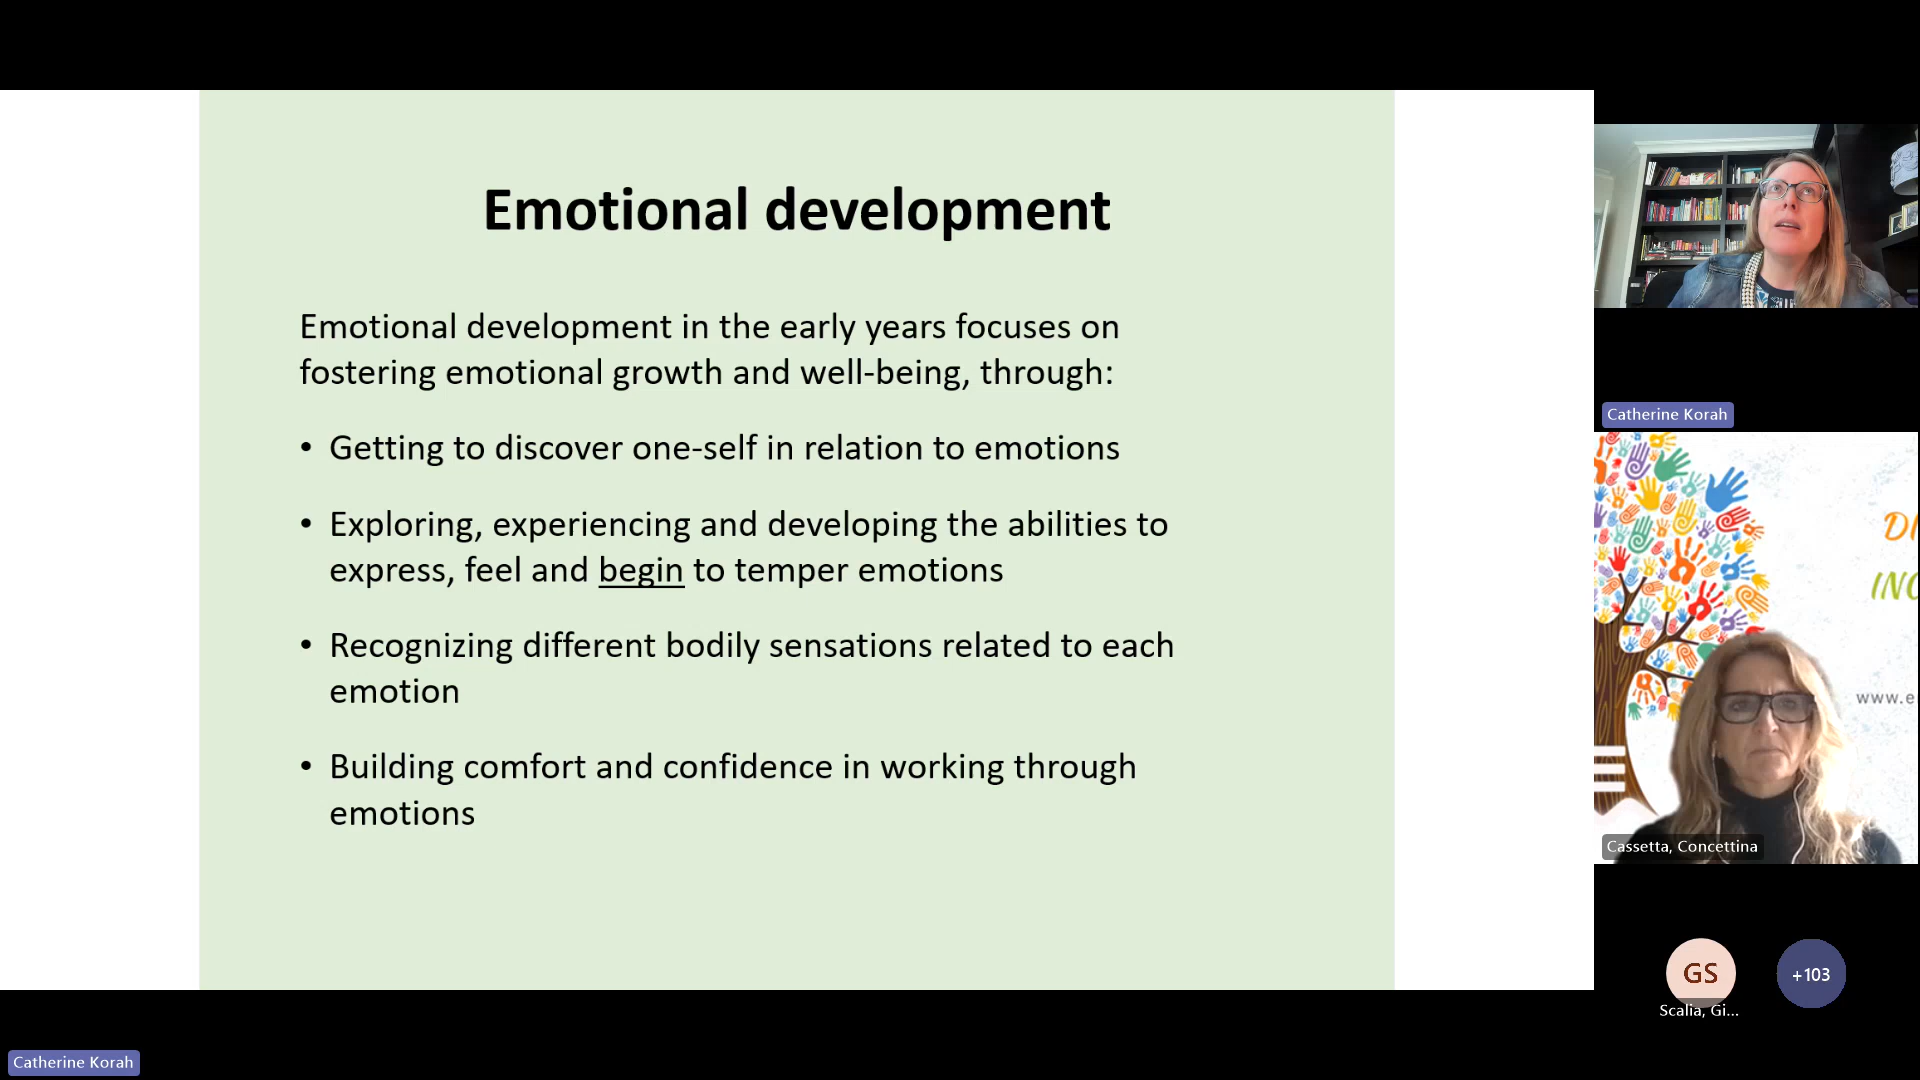 Emotional development
Emotional development in the early years focuses on
fostering emotional growth and well-being, through:
• Getting to discover one-self in relation to emotions
• Exploring, experiencing and developing the abilities to
express, feel and begin to temper emotions
• Recognizing different bodily sensations related to each
emotion
• Building comfort and confidence in working through
emotions
Catherine Korah
DI
INC
www.e
Cassetta, Concettina
GS
+103
Scalia, Gi...
Catherine Korah